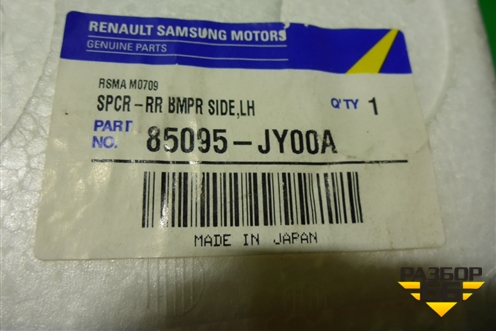 RENAULT SAMSUNG MOTORS
GENUINE PARTS
RSMA M0709
SPCR-RR BMPR SIDE,LH Q'TY 1
PART NO. 85095-JY00A
MADE IN JAPAN
РАЗБОР